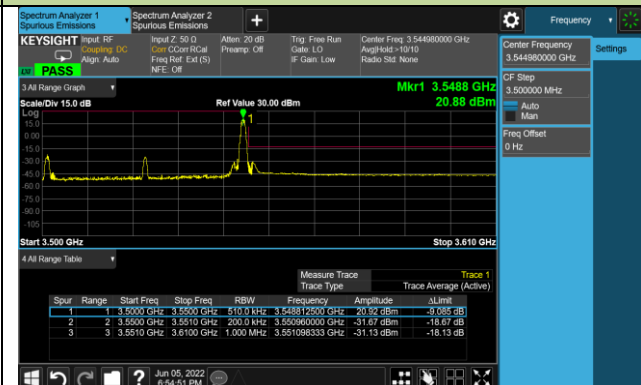 Spectrum Analyzer 1
Spurious Emissions
Spectrum Analyzer 2
Spurious Emissions
+
Frequency
KEYSIGHT
Input: RF
Coupling: DC
Align: Auto
Input Z: 50 Ω
Corr CCorr RCal
Freq Ref: Ext (S)
NFE: Off
Atten: 20 dB
Preamp: Off
Trig: Free Run
Gate: LO
IF Gain: Low
Center Freq: 3.544980000 GHz
Avg|Hold:>10/10
Radio Std: None
PASS
Center Frequency
3.544980000 GHz
Settings
CF Step
3.500000 MHz
Auto
Man
Freq Offset
0 Hz
3 All Range Graph
Mkr1 3.5488 GHz
Scale/Div 15.0 dB
Ref Value 30.00 dBm
20.88 dBm
Log
15.0
0.00
-15.0
-30.0
-45.0
-60.0
-75.0
-90.0
-105
1
Start 3.500 GHz
Stop 3.610 GHz
4 All Range Table
Measure Trace Trace 1
Trace Type Trace Average (Active)
Spur Range Start Freq Stop Freq RBW Frequency Amplitude ΔLimit
1 1 3.5000 GHz 3.5500 GHz 510.0 kHz 3.548812500 GHz 20.92 dBm -9.085 dB
2 2 3.5500 GHz 3.5510 GHz 200.0 kHz 3.550960000 GHz -31.67 dBm -18.67 dB
3 3 3.5510 GHz 3.6100 GHz 1.000 MHz 3.551098333 GHz -31.13 dBm -18.13 dB
?
Jun 05, 2022
6:54:51 PM